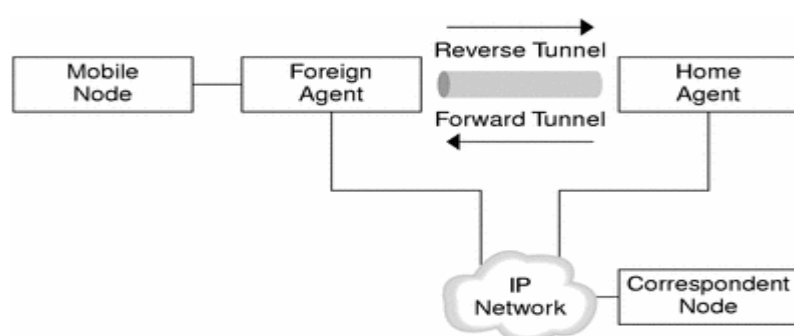 Reverse Tunnel
Mobile
Node
Foreign
Agent
Home
Agent
Forward Tunnel
IP
Network
Correspondent
Node